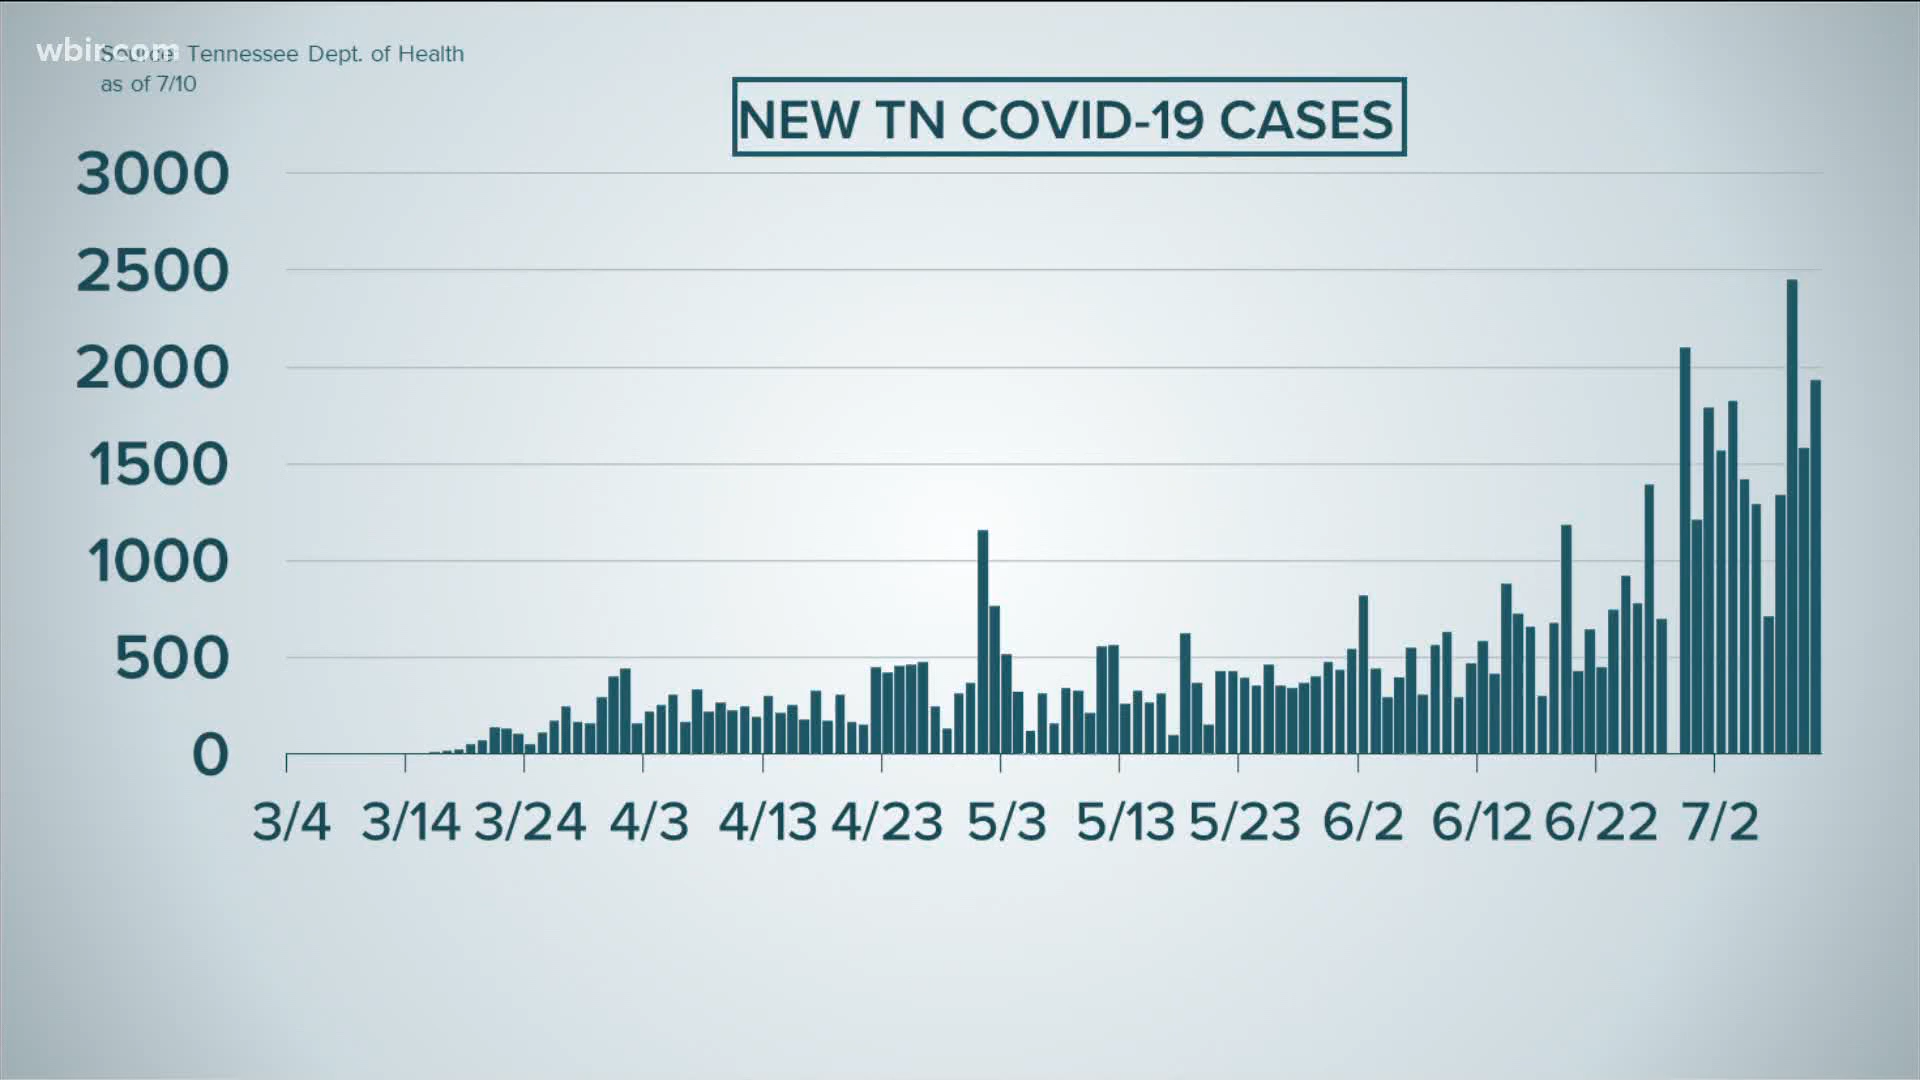 wbir.com
Source: Tennessee Dept. of Health
as of 7/10
NEW TN COVID-19 CASES
3000
2500
2000
1500
1000
500
0
3/4 3/14 3/24 4/3 4/13 4/23 5/3 5/13 5/23 6/2 6/12 6/22 7/2